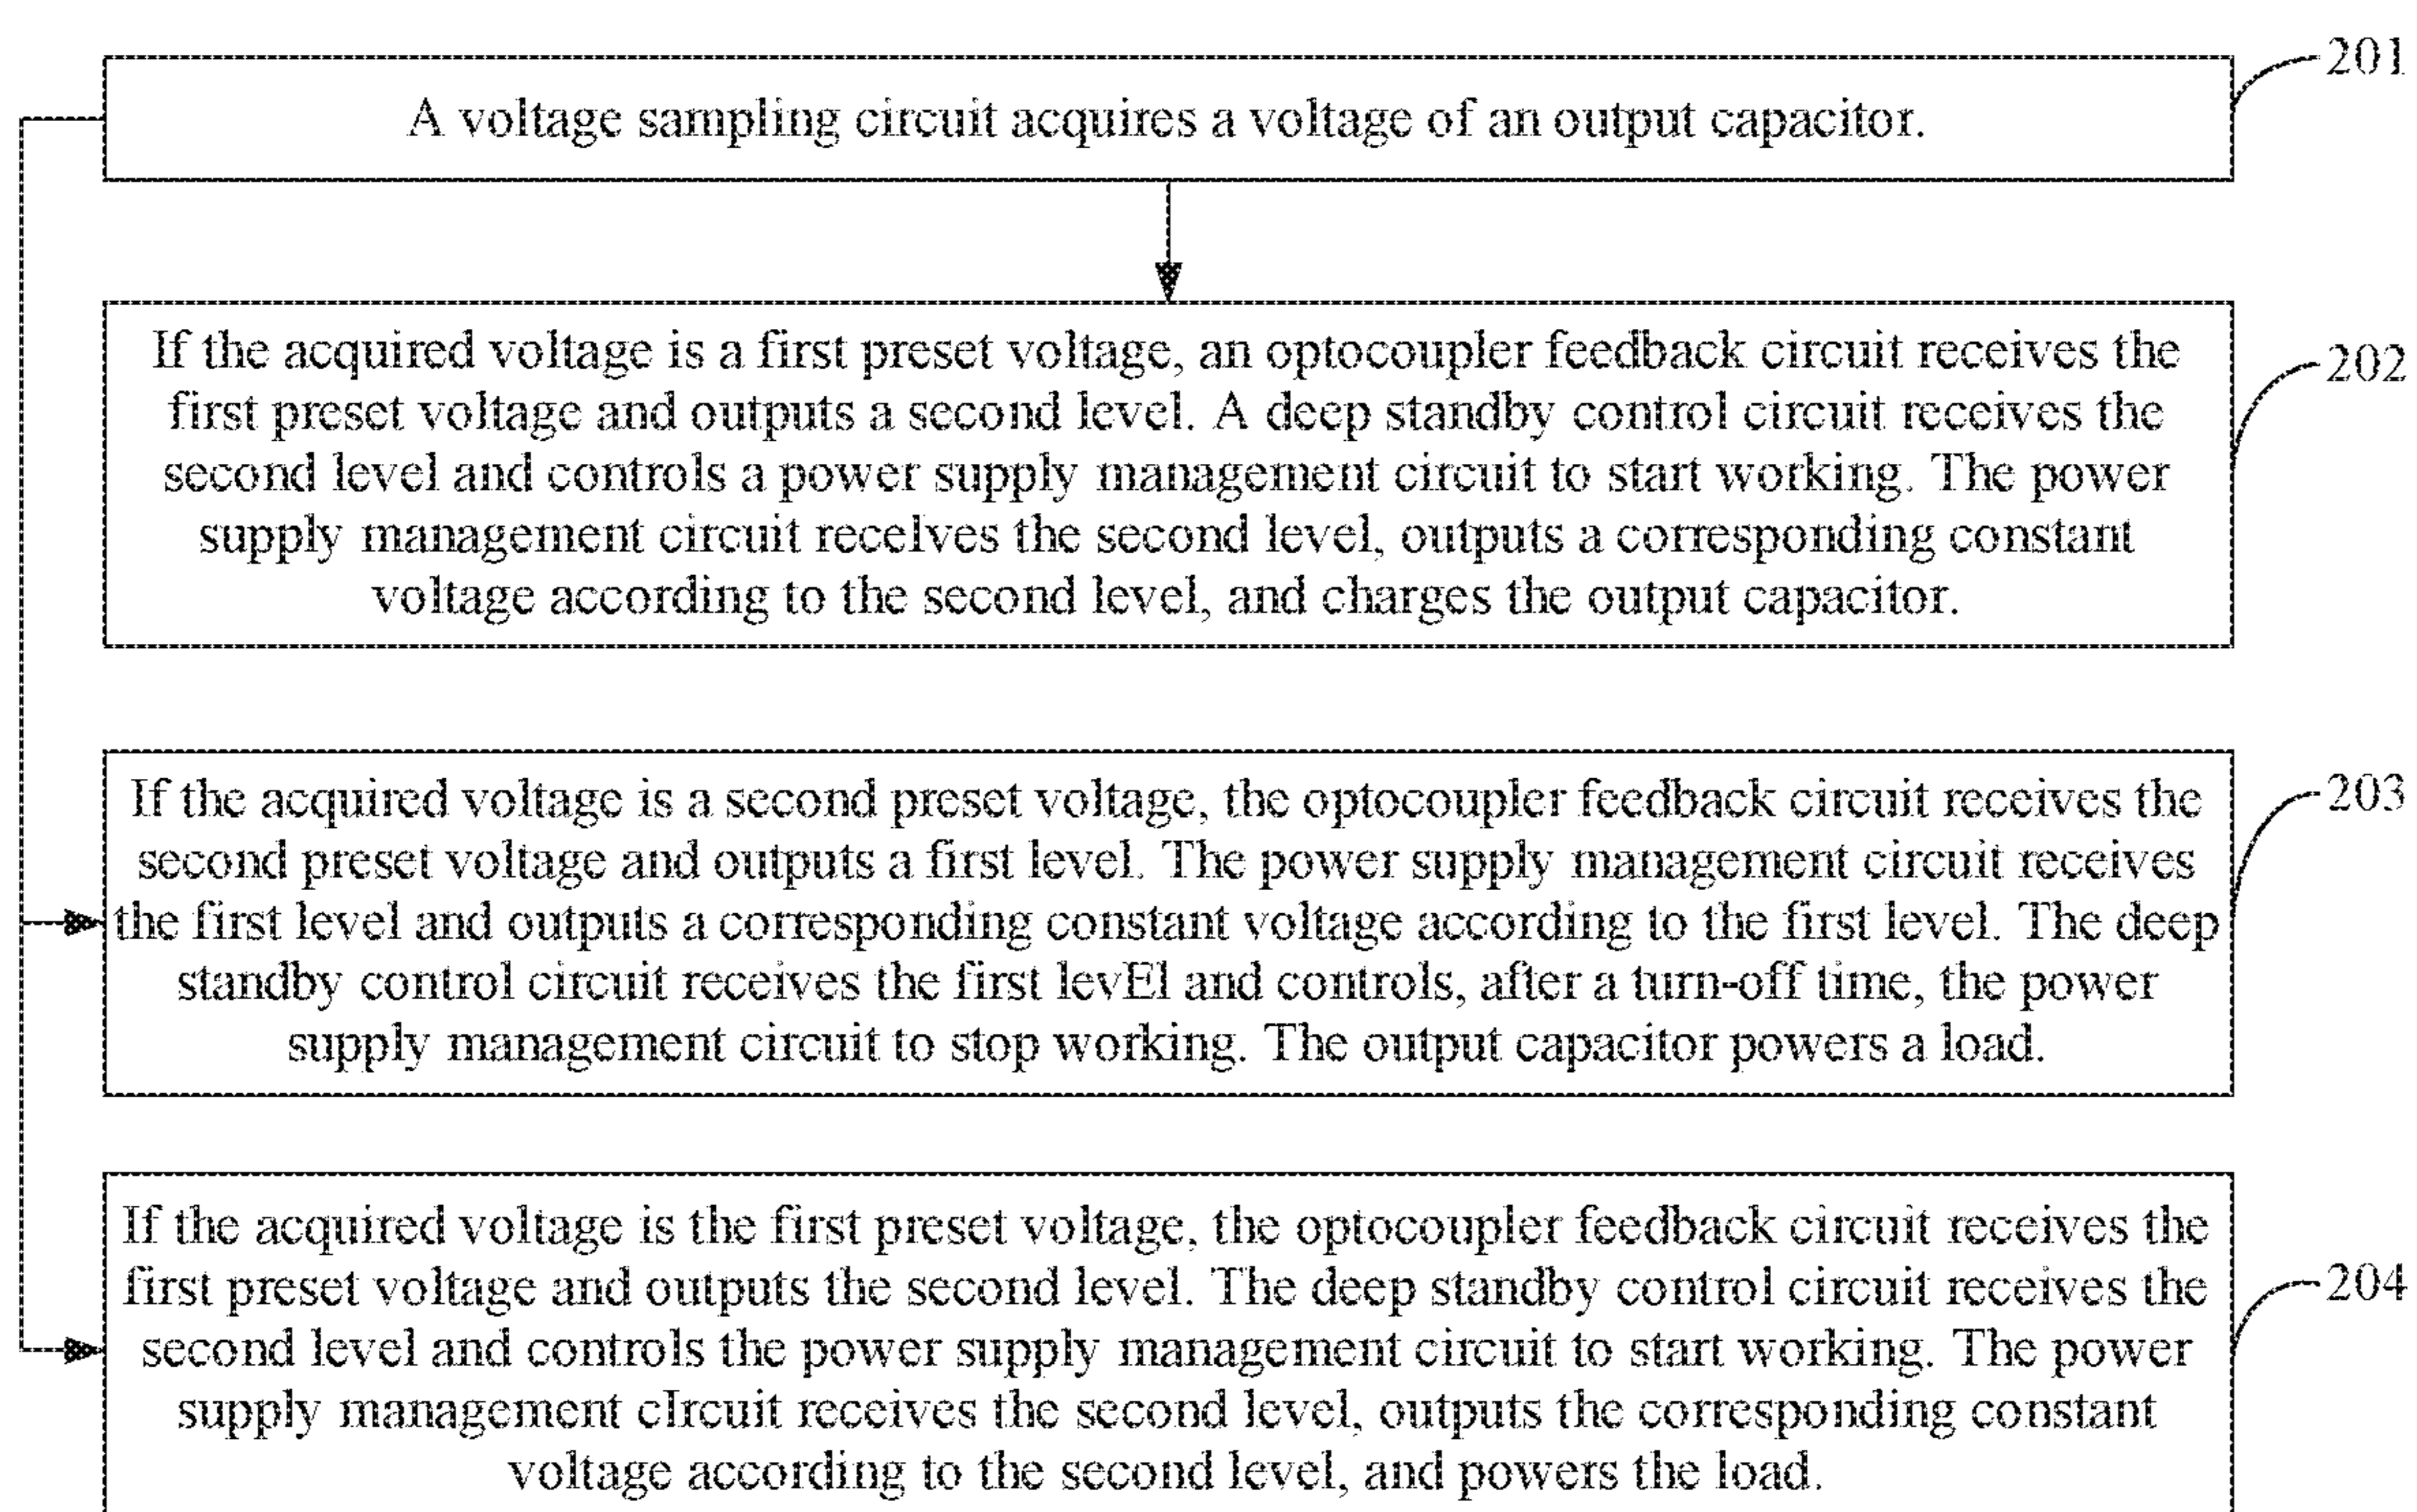 A voltage sampling circuit acquires a voltage of an output capacitor.
201
If the acquired voltage is a first preset voltage, an optocoupler feedback circuit receives the
first preset voltage and outputs a second level. A deep standby control circuit receives the
second level and controls a power supply management circuit to start working. The power
supply management circuit receIves the second level, outputs a corresponding constant
voltage according to the second level, and charges the output capacitor.
202
If the acquired voltage is a second preset voltage, the optocoupler feedback circuit receives the
second preset voltage and outputs a first level. The power supply management circuit receives
the first level and outputs a corresponding constant voltage according to the first level. The deep
standby control circuit receives the first levEl and controls, after a turn-off time, the power
supply management circuit to stop working. The output capacitor powers a load.
203
If the acquired voltage is the first preset voltage, the optocoupler feedback circuit receives the
first preset voltage and outputs the second level. The deep standby control circuit receives the
second level and controls the power supply management circuit to start working. The power
supply management cIrcuit receives the second level, outputs the corresponding constant
voltage according to the second level, and powers the load.
204